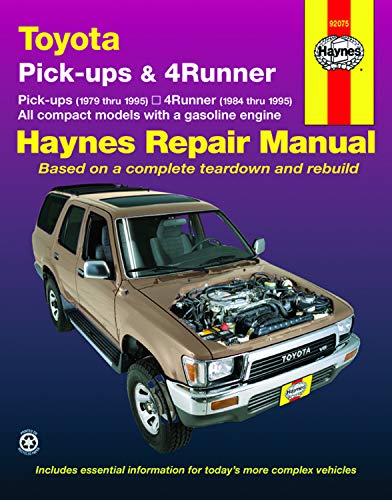 92075
Haynes
Toyota
Pick-ups & 4Runner
Pick-ups (1979 thru 1995) □ 4Runner (1984 thru 1995)
All compact models with a gasoline engine
Haynes Repair Manual
Based on a complete teardown and rebuild
TOYOTA
V6
Haynes
Includes essential information for today's more complex vehicles